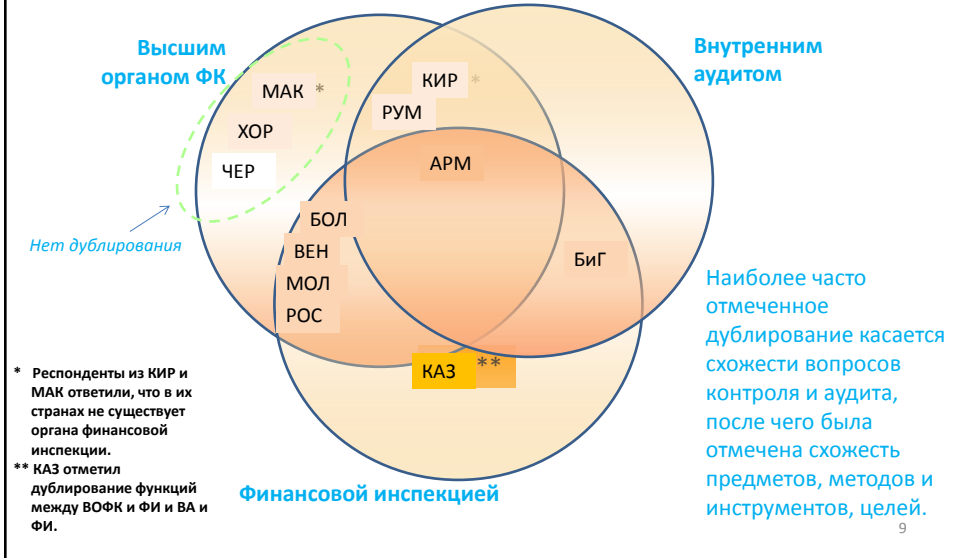 Высшим
органом ФК
Внутренним
аудитом
МАК *
КИР *
РУМ
ХОР
ЧЕР
АРМ
Нет дублирования
БОЛ
ВЕН
МОЛ
РОС
БиГ
КАЗ **
Наиболее часто
отмеченное
дублирование касается
схожести вопросов
контроля и аудита,
после чего была
отмечена схожесть
предметов, методов и
инструментов, целей.
* Респонденты из КИР и
МАК ответили, что в их
странах не существует
органа финансовой
инспекции.
** КАЗ отметил
дублирование функций
между ВОФК и ФИ и ВА и
ФИ.
Финансовой инспекцией
9